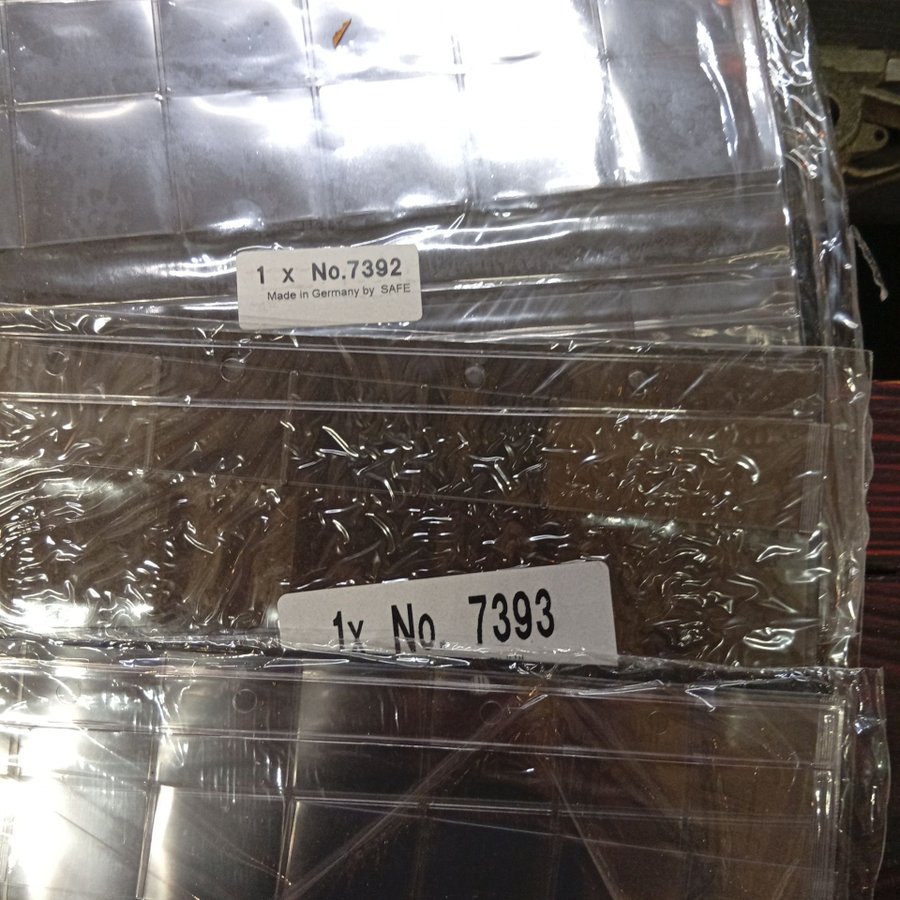 1 x No.7392
Made in Germany by SAFE
1x No. 7393